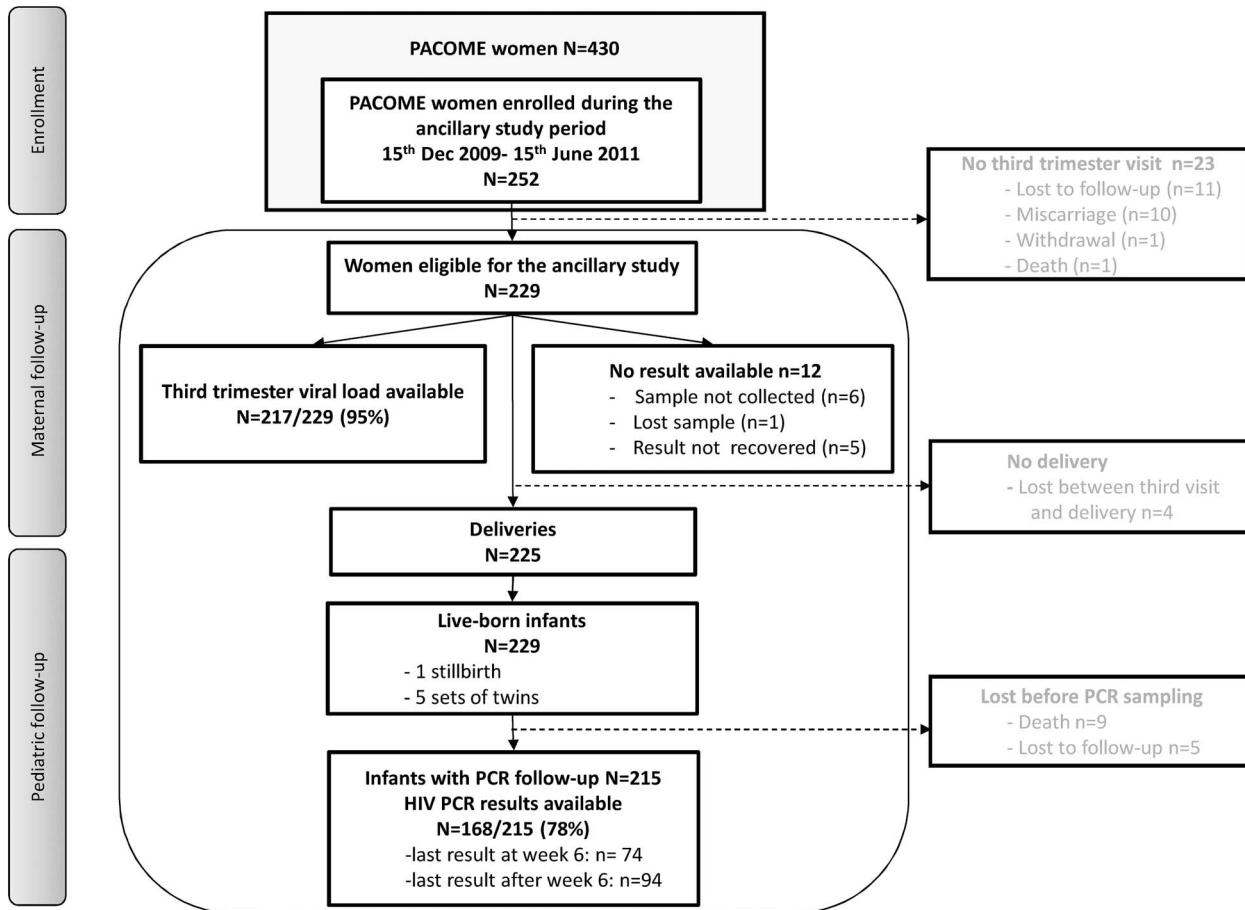 Enrollment
PACOME women N=430
PACOME women enrolled during the
ancillary study period
15th Dec 2009- 15th June 2011
N=252
No third trimester visit n=23
- Lost to follow-up (n=11)
- Miscarriage (n=10)
- Withdrawal (n=1)
- Death (n=1)
Maternal follow-up
Women eligible for the ancillary study
N=229
Third trimester viral load available
N=217/229 (95%)
No result available n=12
- Sample not collected (n=6)
- Lost sample (n=1)
- Result not recovered (n=5)
No delivery
- Lost between third visit
and delivery n=4
Deliveries
N=225
Pediatric follow-up
Live-born infants
N=229
- 1 stillbirth
- 5 sets of twins
Lost before PCR sampling
- Death n=9
- Lost to follow-up n=5
Infants with PCR follow-up N=215
HIV PCR results available
N=168/215 (78%)
-last result at week 6: n= 74
-last result after week 6: n=94